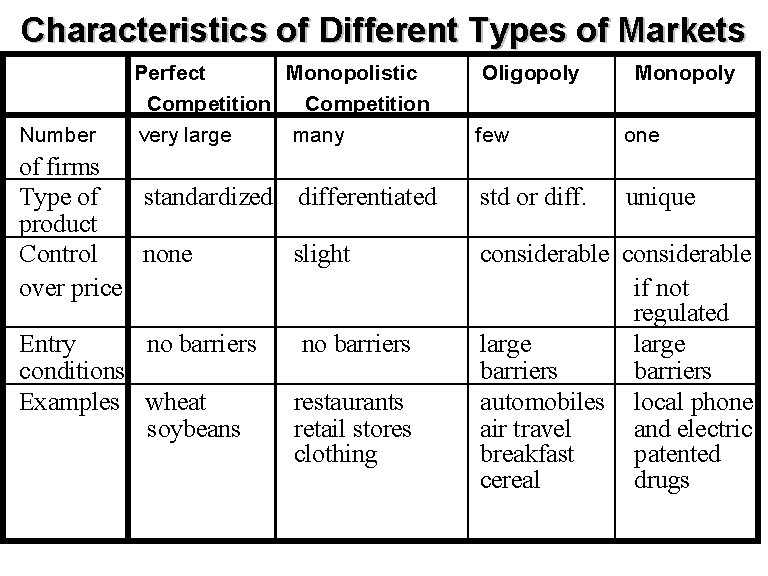 Characteristics of Different Types of Markets
Perfect Competition Monopolistic Competition Oligopoly Monopoly
Number of firms very large many few one
Type of product standardized differentiated std or diff. unique
Control over price none slight considerable considerable if not regulated
Entry conditions no barriers no barriers large barriers large barriers
Examples wheat soybeans restaurants retail stores clothing automobiles air travel breakfast cereal local phone and electric patented drugs